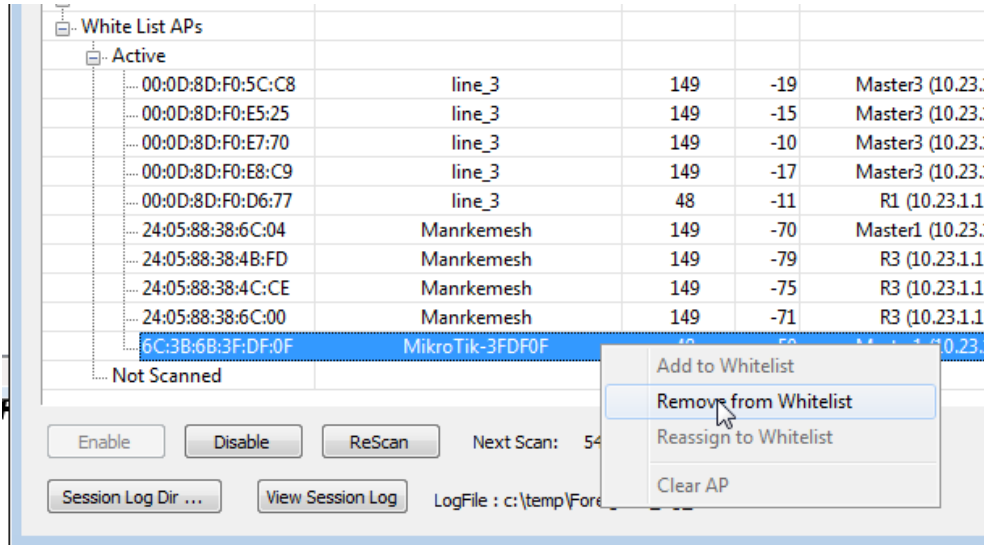 White List APs
Active
00:0D:8D:F0:5C:C8 line_3 149 -19 Master3 (10.23.
00:0D:8D:F0:E5:25 line_3 149 -15 Master3 (10.23.
00:0D:8D:F0:E7:70 line_3 149 -10 Master3 (10.23.
00:0D:8D:F0:E8:C9 line_3 149 -17 Master3 (10.23.
00:0D:8D:F0:D6:77 line_3 48 -11 R1 (10.23.1.1
24:05:88:38:6C:04 Manrkemesh 149 -70 Master1 (10.23.
24:05:88:38:4B:FD Manrkemesh 149 -79 R3 (10.23.1.1
24:05:88:38:4C:CE Manrkemesh 149 -75 R3 (10.23.1.1
24:05:88:38:6C:00 Manrkemesh 149 -71 R3 (10.23.1.1
6C:3B:6B:3F:DF:0F MikroTik-3FDF0F
Not Scanned
Add to Whitelist
Remove from Whitelist
Reassign to Whitelist
Clear AP
Enable Disable ReScan Next Scan: 54
Session Log Dir ... View Session Log LogFile : c:\temp\Fore